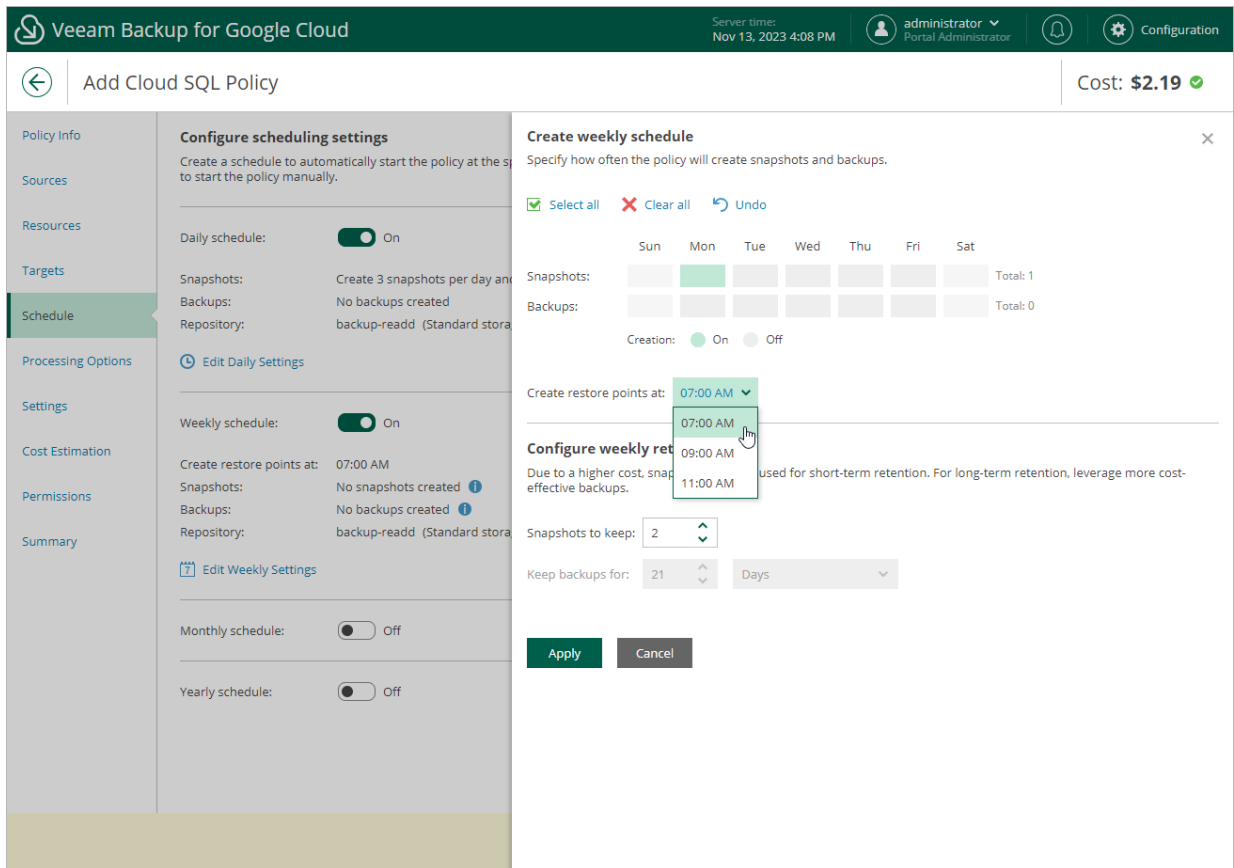 Veeam Backup for Google Cloud
Server time:
Nov 13, 2023 4:08 PM
administrator
Portal Administrator
Configuration
Add Cloud SQL Policy
Cost: $2.19
Policy Info
Sources
Resources
Targets
Schedule
Processing Options
Settings
Cost Estimation
Permissions
Summary
Configure scheduling settings
Create a schedule to automatically start the policy at the
to start the policy manually.
Daily schedule: On
Snapshots: Create 3 snapshots per day and
Backups: No backups created
Repository: backup-readd (Standard
Edit Daily Settings
Weekly schedule: On
Create restore points at: 07:00 AM
Snapshots: No snapshots created
Backups: No backups created
Repository: backup-readd (Standard
7 Edit Weekly Settings
Monthly schedule: Off
Yearly schedule: Off
Create weekly schedule
Specify how often the policy will create snapshots and backups.
Select all Clear all Undo
Sun Mon Tue Wed Thu Fri Sat
Snapshots: Total: 1
Backups: Total: 0
Creation: On Off
Create restore points at: 07:00 AM
07:00 AM
09:00 AM
11:00 AM
Configure weekly
Due to a higher cost, used for short-term retention. For long-term retention, leverage more cost-
effective backups.
Snapshots to keep: 2
Keep backups for: 21 Days
Apply Cancel